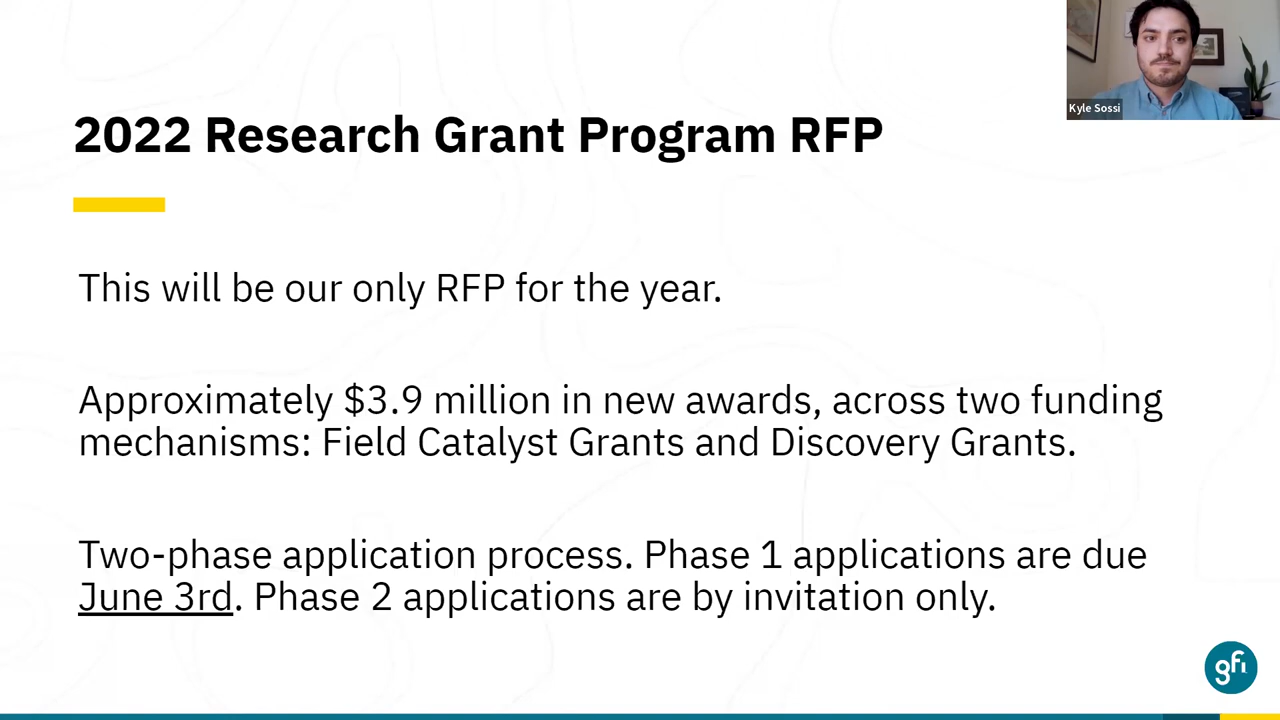 Kyle Sossi
2022 Research Grant Program RFP
This will be our only RFP for the year.
Approximately $3.9 million in new awards, across two funding
mechanisms: Field Catalyst Grants and Discovery Grants.
Two-phase application process. Phase 1 applications are due
June 3rd. Phase 2 applications are by invitation only.
gfi